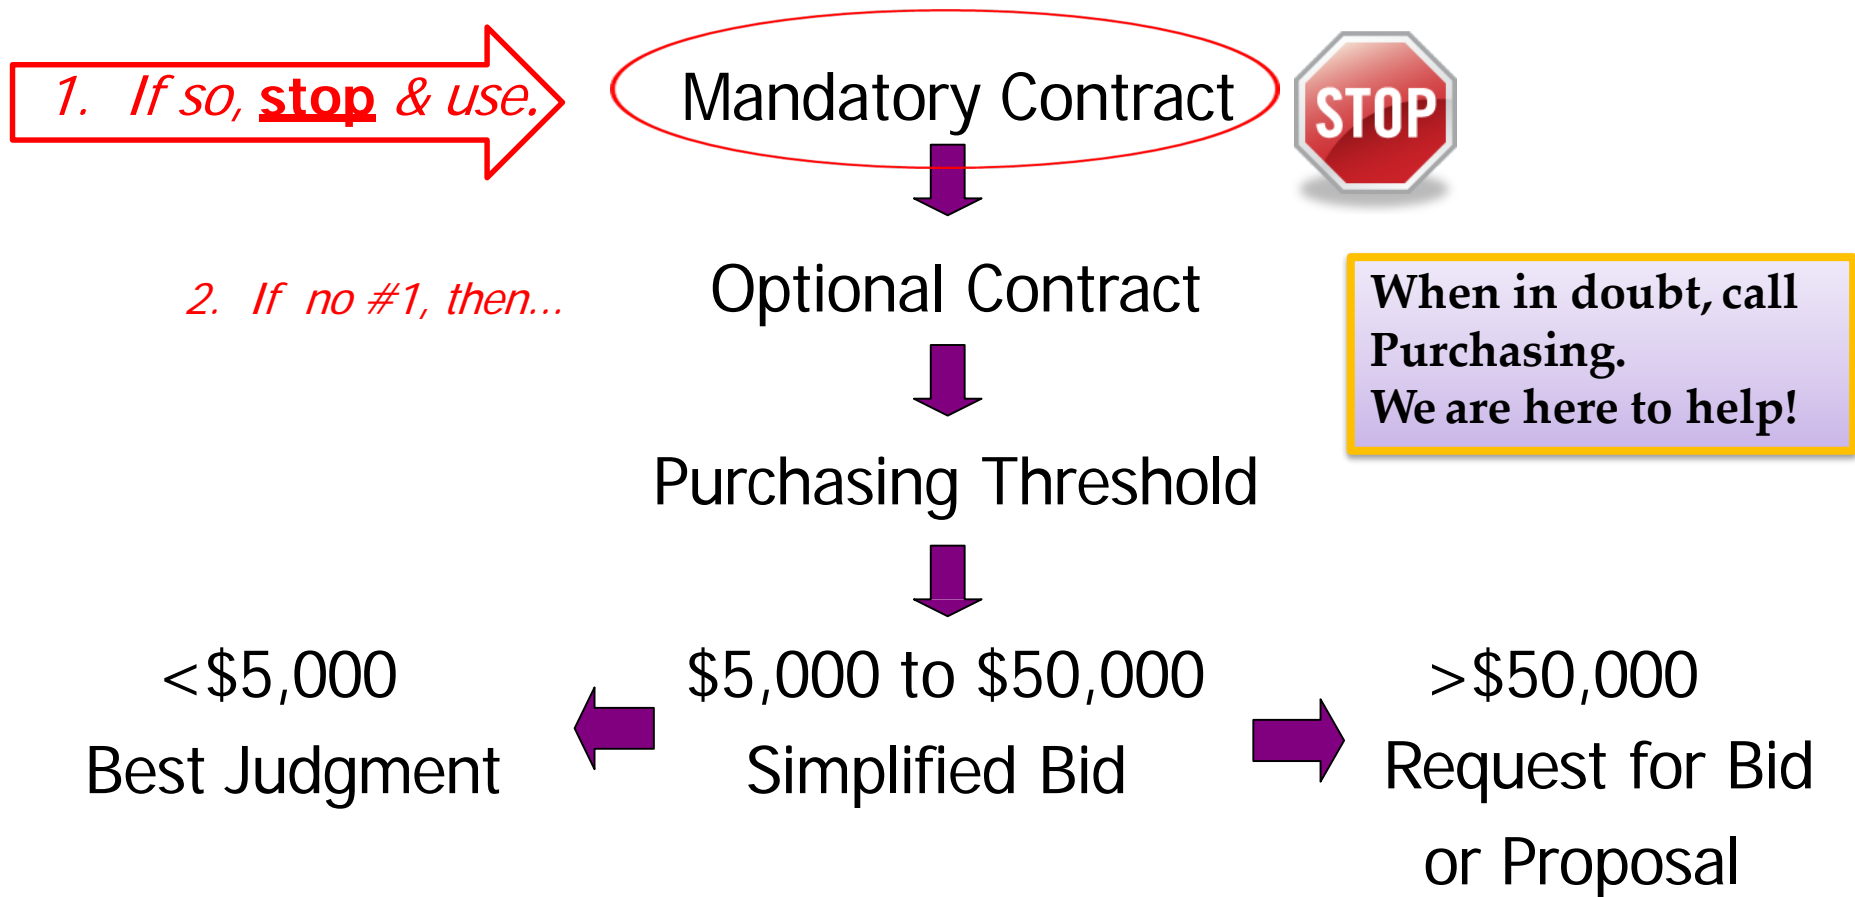 1. If so, stop & use.
Mandatory Contract
STOP
2. If no #1, then...
Optional Contract
When in doubt, call
Purchasing.
We are here to help!
Purchasing Threshold
<$5,000
Best Judgment
$5,000 to $50,000
Simplified Bid
>$50,000
Request for Bid
or Proposal